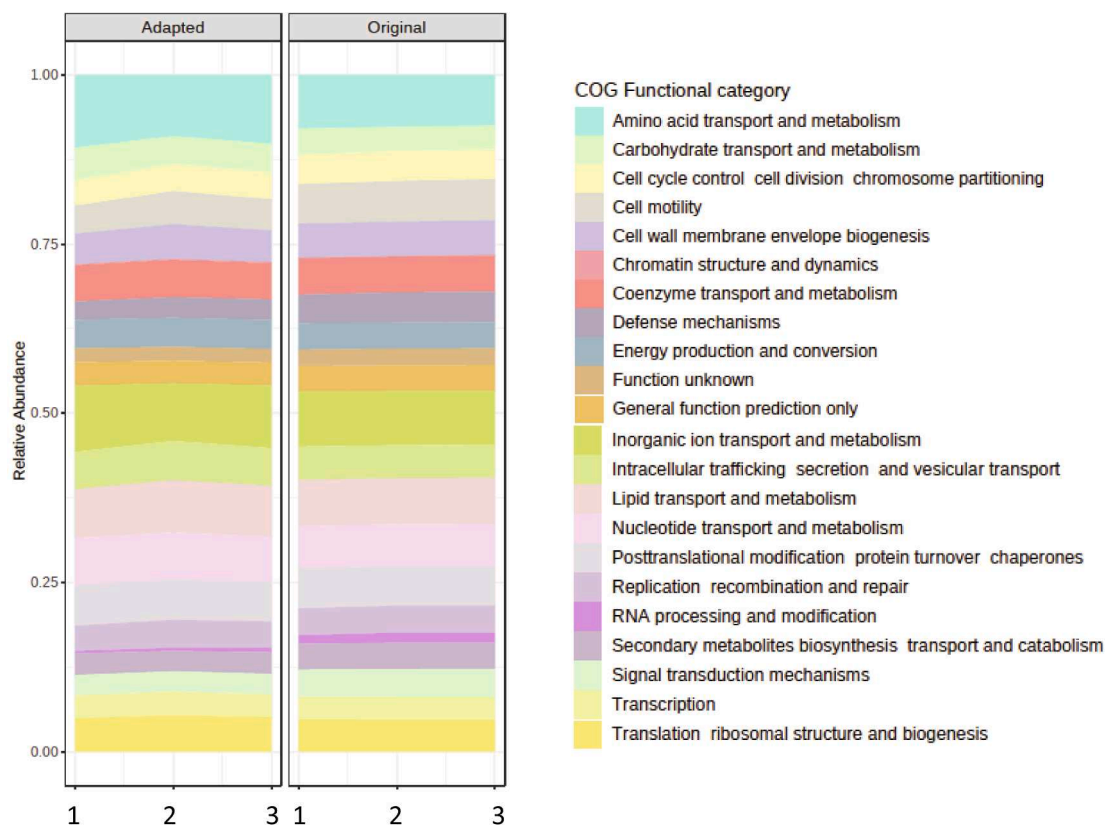 Adapted
Original
1.00
0.75
0.50
0.25
0.00
Relative Abundance
1 2 3
1 2 3
COG Functional category
Amino acid transport and metabolism
Carbohydrate transport and metabolism
Cell cycle control cell division chromosome partitioning
Cell motility
Cell wall membrane envelope biogenesis
Chromatin structure and dynamics
Coenzyme transport and metabolism
Defense mechanisms
Energy production and conversion
Function unknown
General function prediction only
Inorganic ion transport and metabolism
Intracellular trafficking secretion and vesicular transport
Lipid transport and metabolism
Nucleotide transport and metabolism
Posttranslational modification protein turnover chaperones
Replication recombination and repair
RNA processing and modification
Secondary metabolites biosynthesis transport and catabolism
Signal transduction mechanisms
Transcription
Translation ribosomal structure and biogenesis